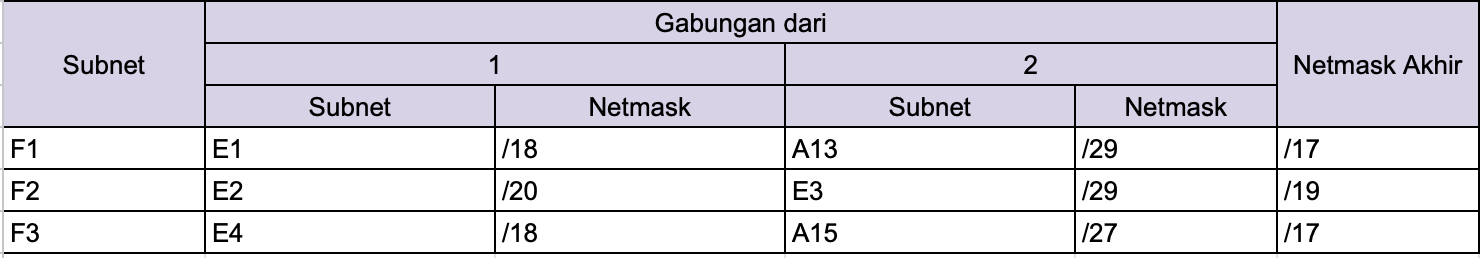 Subnet Gabungan dari Netmask Akhir
1 2
Subnet Netmask Subnet Netmask
F1 E1 /18 A13 /29 /17
F2 E2 /20 E3 /29 /19
F3 E4 /18 A15 /27 /17